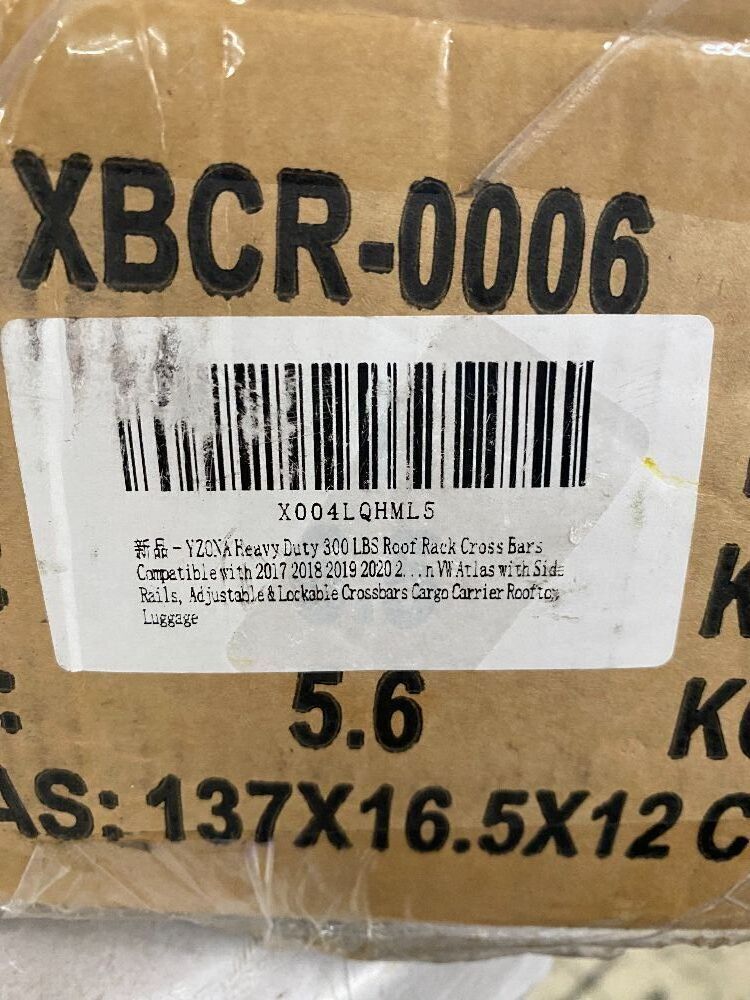 XBCR-0006
X004LQHML5
新品 - YZONA Heavy Duty 300 LBS Roof Rack Cross Bars
Compatible with 2017 2018 2019 2020 2...n VW Atlas with Side
Rails, Adjustable & Lockable Crossbars Cargo Carrier Rooftop
Luggage
5.6
AS: 137X16.5X12 C